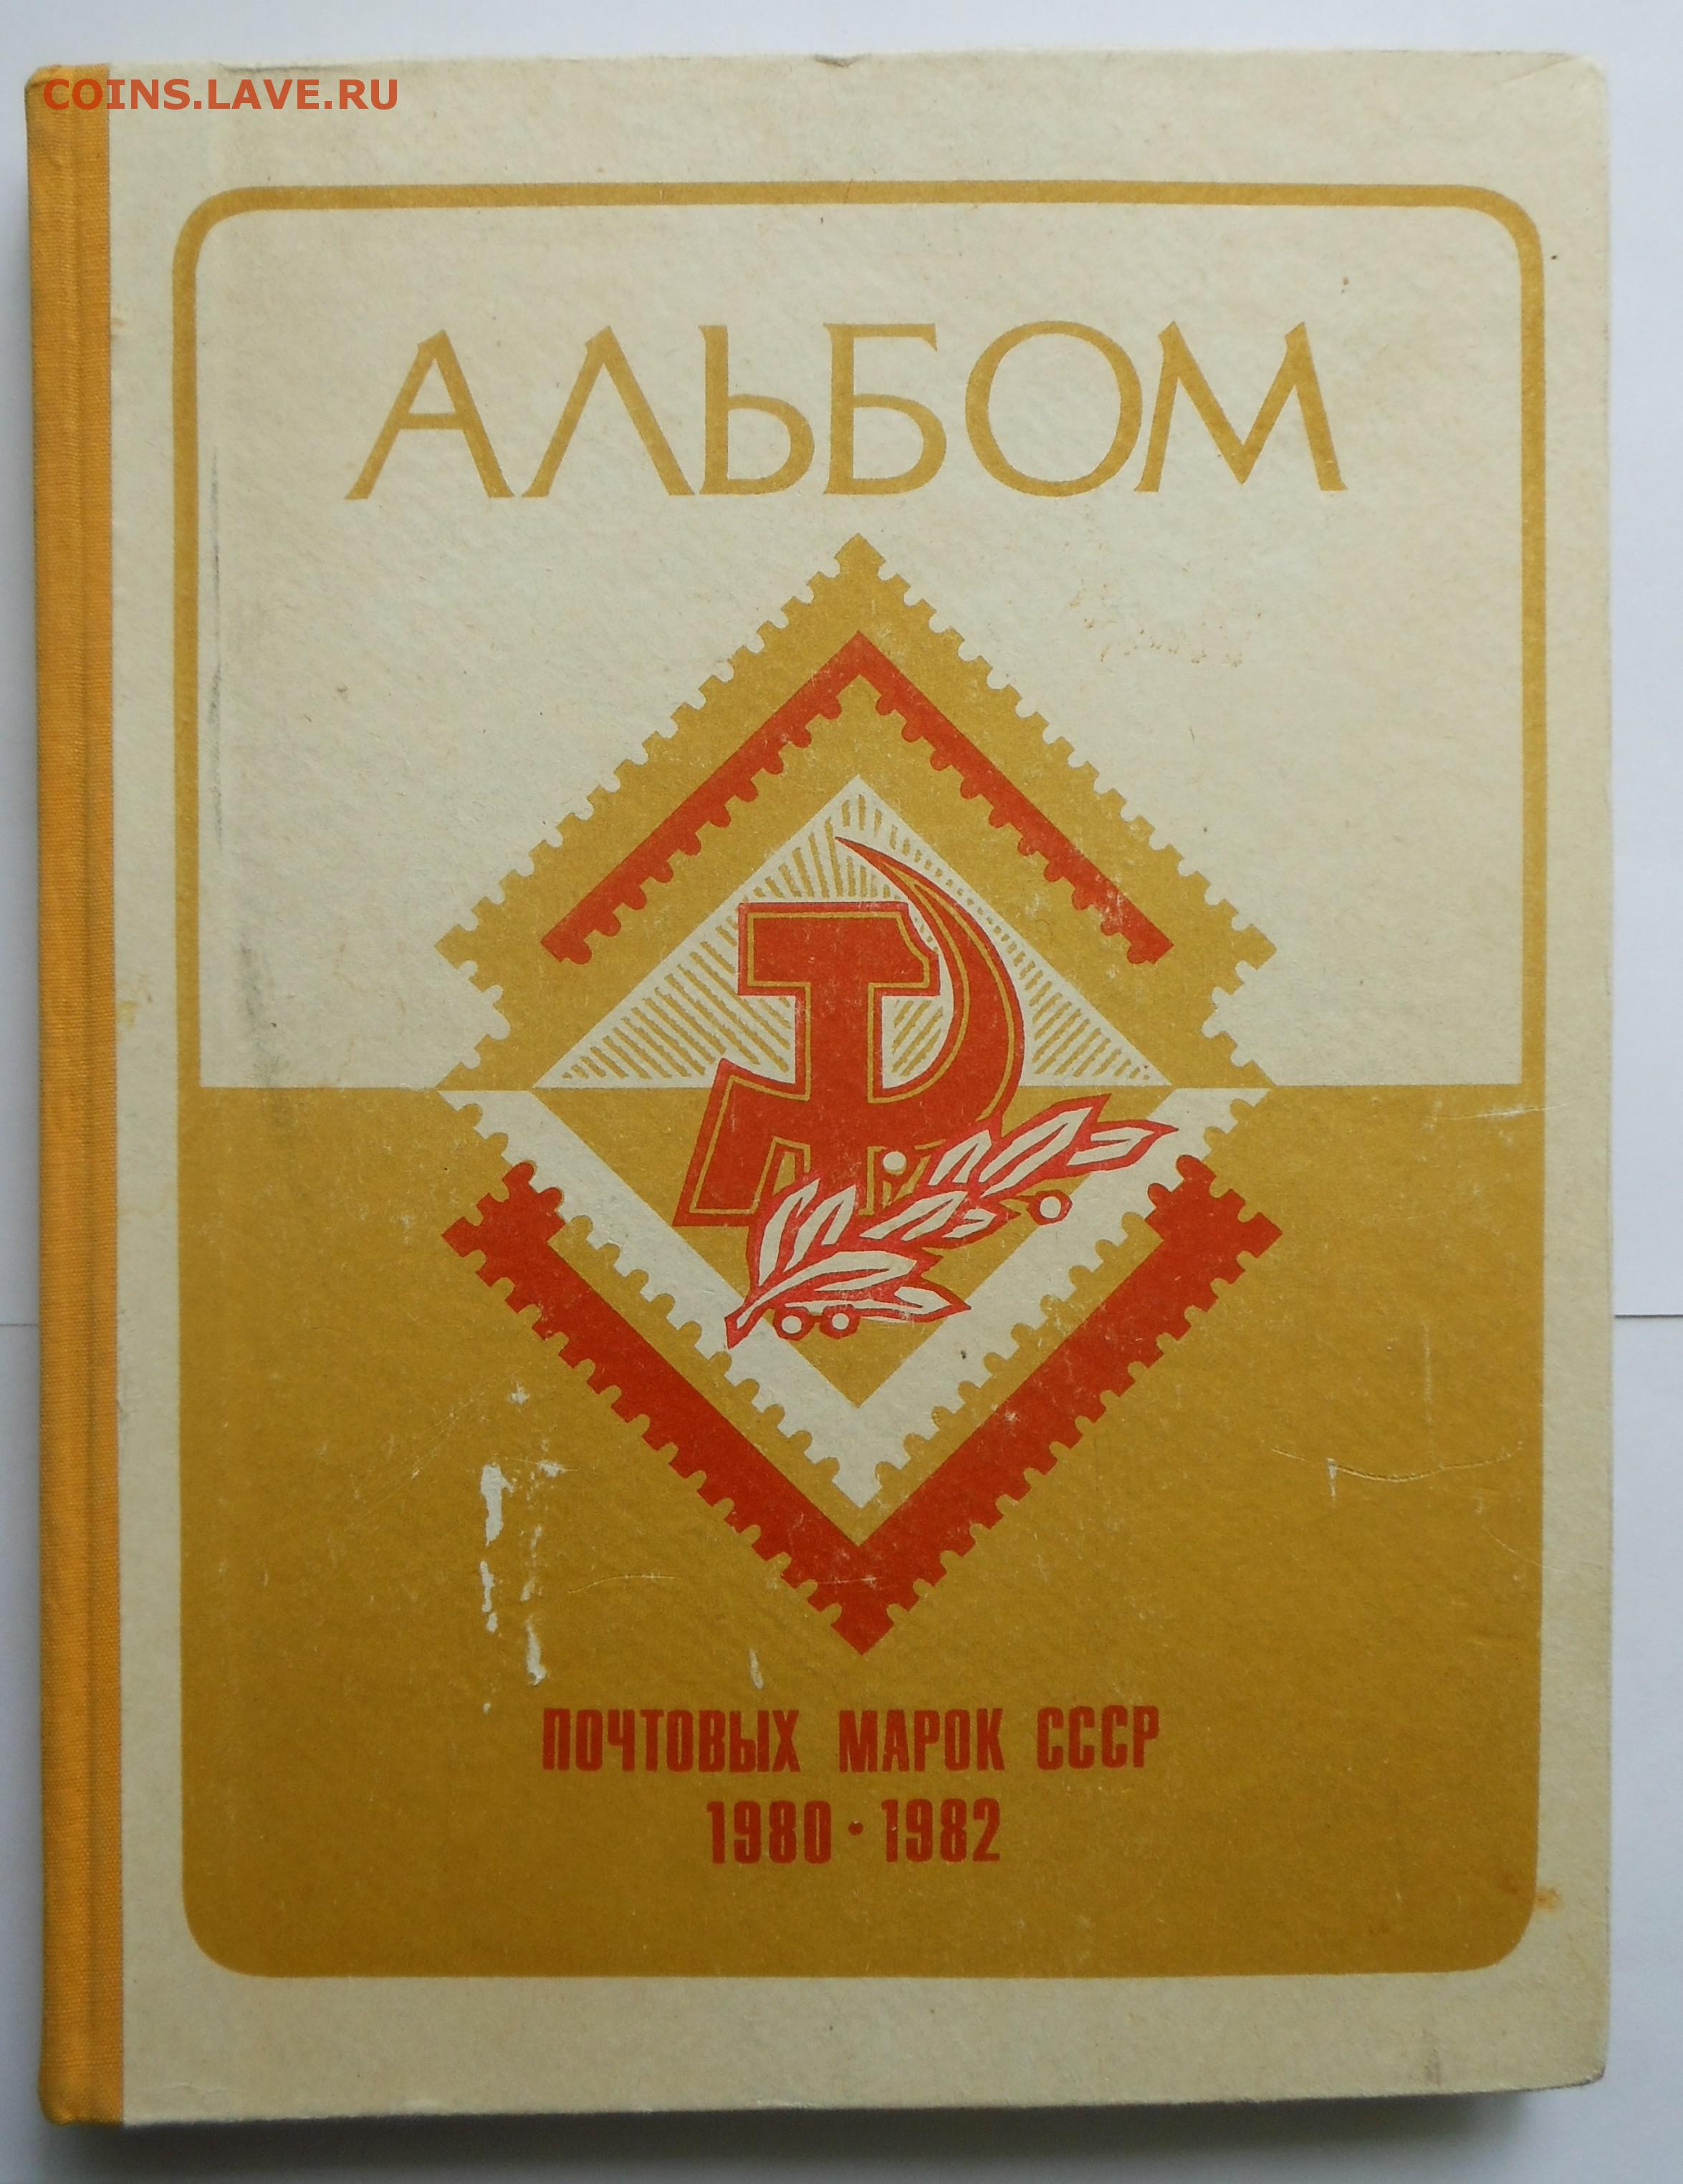 COINS.LAVE.RU
АЛЬБОМ
ПОЧТОВЫХ МАРОК СССР
1980·1982